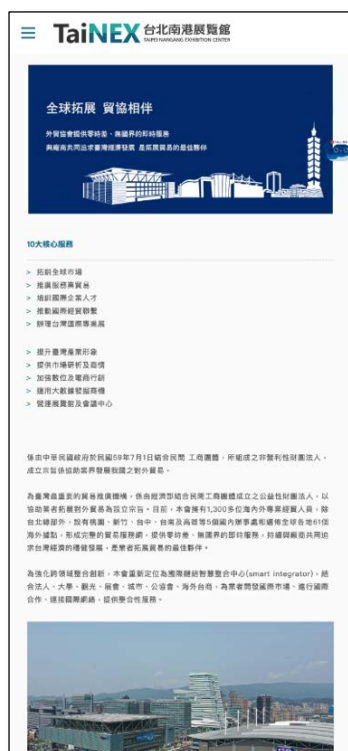 TaiNEX 台北南港展覽館
TAIPEI NANGANG EXHIBITION CENTER
全球拓展 貿協相伴
外貿協會提供零時差、無國界的即時服務
與廠商共同追求臺灣經濟發展 是拓展貿易的最佳夥伴
10大核心服務
> 拓銷全球市場
> 推廣服務業貿易
> 培訓國際企業人才
> 推動國際經貿聯繫
> 辦理台灣國際專業展
> 提升臺灣產業形象
> 提供市場研析及商情
> 加強數位及電商行銷
> 運用大數據變掘商機
> 營運展覽館及會議中心
係由中華民國政府於民國59年7月1日結合民間 工商團體,所組成之非營利性財團法人,
成立宗旨係協助業界發展我國之對外貿易。
為臺灣最重要的貿易推廣機構,係由經濟部結合民間工商團體成立之公益性財團法人,以
協助業者拓展對外貿易為設立宗旨。目前,本會擁有1,300多位海內外專業經貿人員,除
台北總部外,設有桃園、新竹、台中、台南及高雄等5個國內辦事處和遍佈全球各地61個
海外據點,形成完整的貿易服務網,提供零時差、無國界的即時服務,持續與廠商共同追
求台灣經濟的穩健發展,是業者拓展貿易的最佳夥伴。
為強化跨領域整合創新,本會重新定位為國際鏈結智慧整合中心(smart integrator),結
合法人、大學、觀光、展會、城市、公協會、海外台商,為業者開發國際市場、進行國際
合作、連接國際網絡,提供整合性服務。